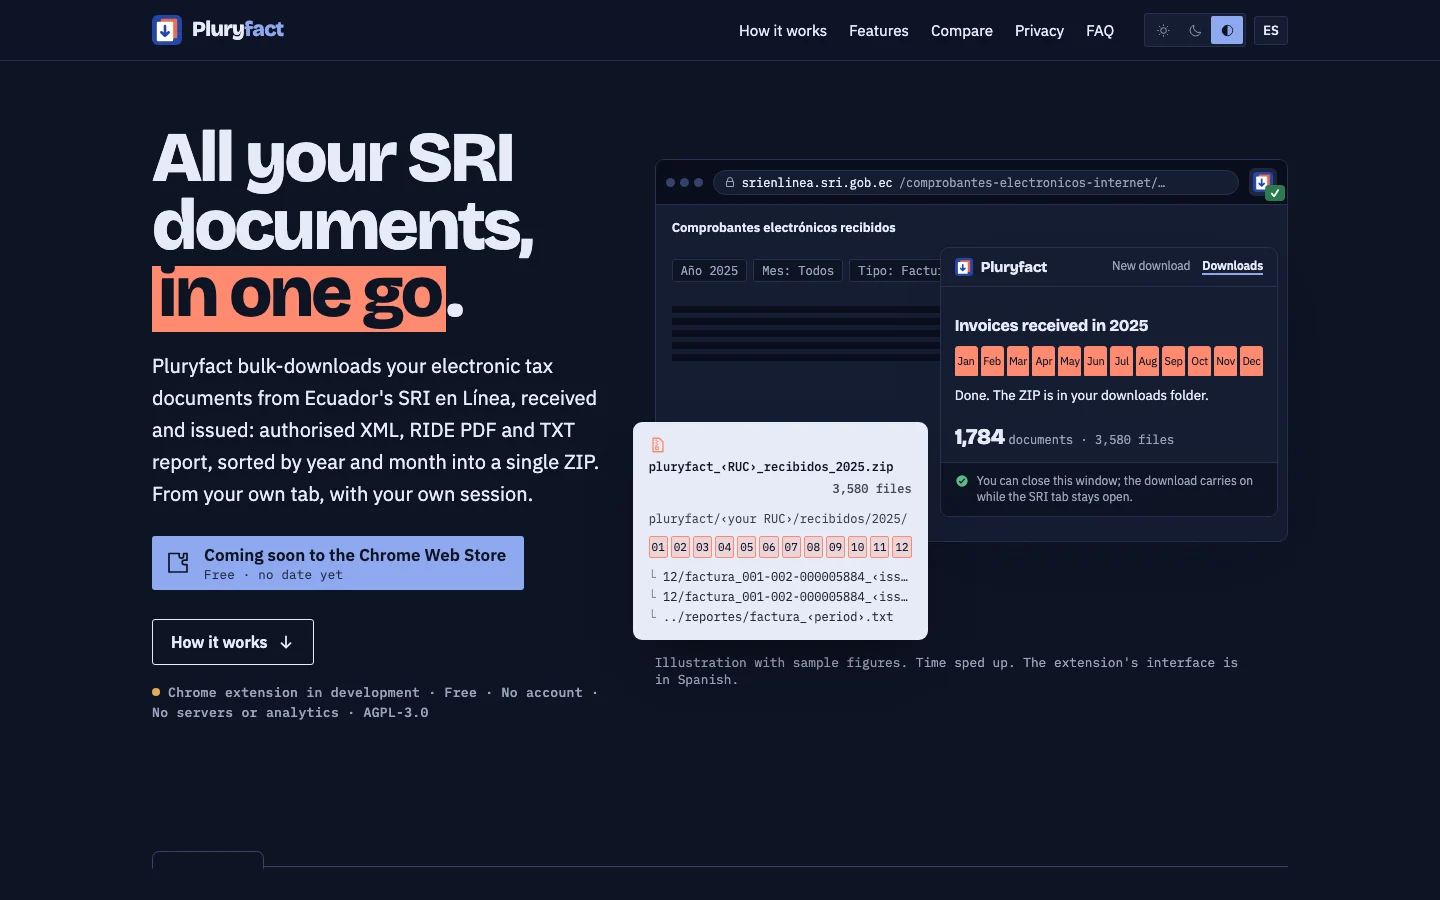 Pluryfact
How it works
Features
Compare
Privacy
FAQ
ES
All your SRI
documents,
in one go.
Pluryfact bulk-downloads your electronic tax
documents from Ecuador's SRI en Línea, received
and issued: authorised XML, RIDE PDF and TXT
report, sorted by year and month into a single ZIP.
From your own tab, with your own session.
Coming soon to the Chrome Web Store
Free · no date yet
How it works ↓
Chrome extension in development · Free · No account ·
No servers or analytics · AGPL-3.0
srienlinea.sri.gob.ec /comprobantes-electronicos-internet/…
Comprobantes electrónicos recibidos
Año 2025
Mes: Todos
Tipo: Factu
Pluryfact
New download
Downloads
Invoices received in 2025
Jan Feb Mar Apr May Jun Jul Aug Sep Oct Nov Dec
Done. The ZIP is in your downloads folder.
1,784 documents · 3,580 files
You can close this window; the download carries on
while the SRI tab stays open.
pluryfact_‹RUC›_recibidos_2025.zip
3,580 files
pluryfact/‹your RUC›/recibidos/2025/
01 02 03 04 05 06 07 08 09 10 11 12
└ 12/factura_001-002-000005884_‹iss…
└ 12/factura_001-002-000005884_‹iss…
└ ../reportes/factura_‹period›.txt
Illustration with sample figures. Time sped up. The extension's interface is
in Spanish.